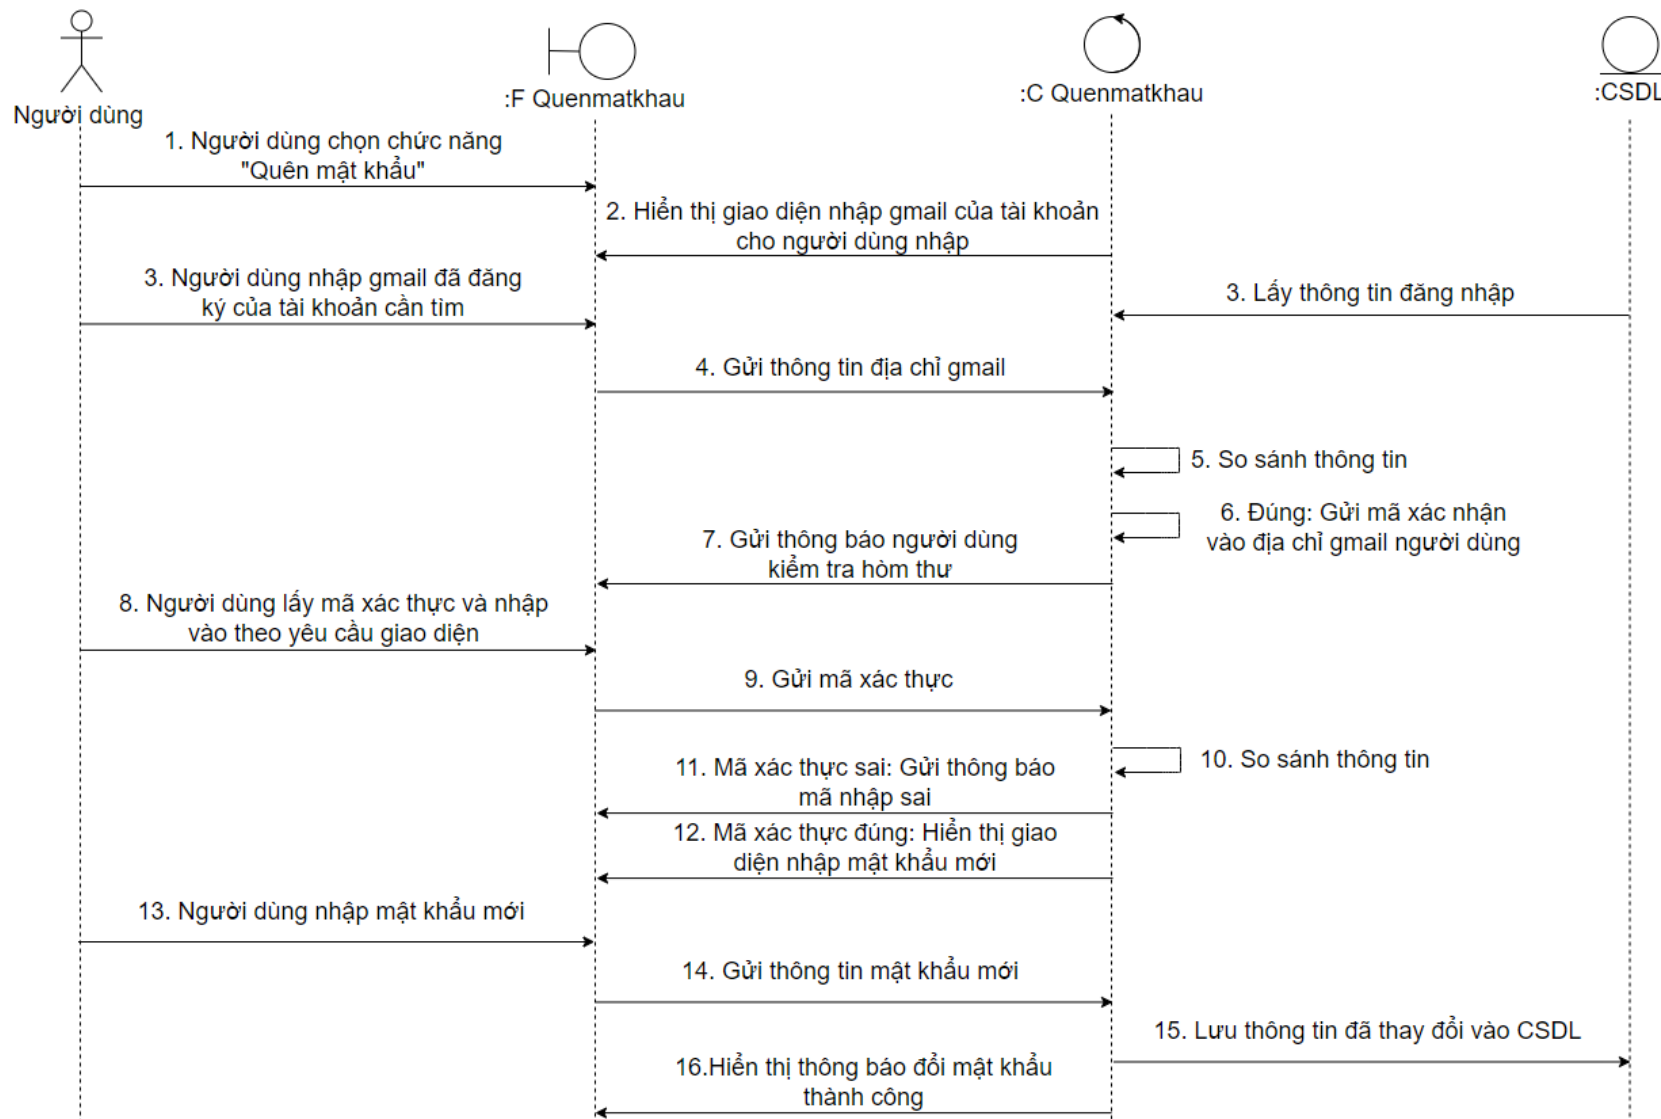 Người dùng
:F Quenmatkhau
:C Quenmatkhau
:CSDL
1. Người dùng chọn chức năng
"Quên mật khẩu"
2. Hiển thị giao diện nhập gmail của tài khoản
cho người dùng nhập
3. Người dùng nhập gmail đã đăng
ký của tài khoản cần tìm
3. Lấy thông tin đăng nhập
4. Gửi thông tin địa chỉ gmail
5. So sánh thông tin
6. Đúng: Gửi mã xác nhận
vào địa chỉ gmail người dùng
7. Gửi thông báo người dùng
kiểm tra hòm thư
8. Người dùng lấy mã xác thực và nhập
vào theo yêu cầu giao diện
9. Gửi mã xác thực
10. So sánh thông tin
11. Mã xác thực sai: Gửi thông báo
mã nhập sai
12. Mã xác thực đúng: Hiển thị giao
diện nhập mật khẩu mới
13. Người dùng nhập mật khẩu mới
14. Gửi thông tin mật khẩu mới
15. Lưu thông tin đã thay đổi vào CSDL
16.Hiển thị thông báo đổi mật khẩu
thành công